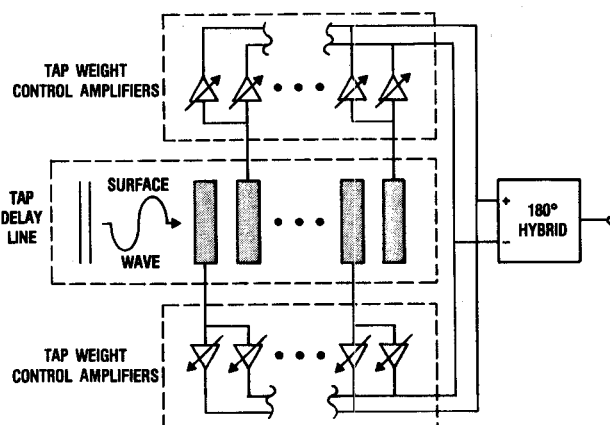 TAP WEIGHT
CONTROL AMPLIFIERS
TAP
DELAY
LINE
SURFACE
WAVE
+
180°
HYBRID
−
TAP WEIGHT
CONTROL AMPLIFIERS